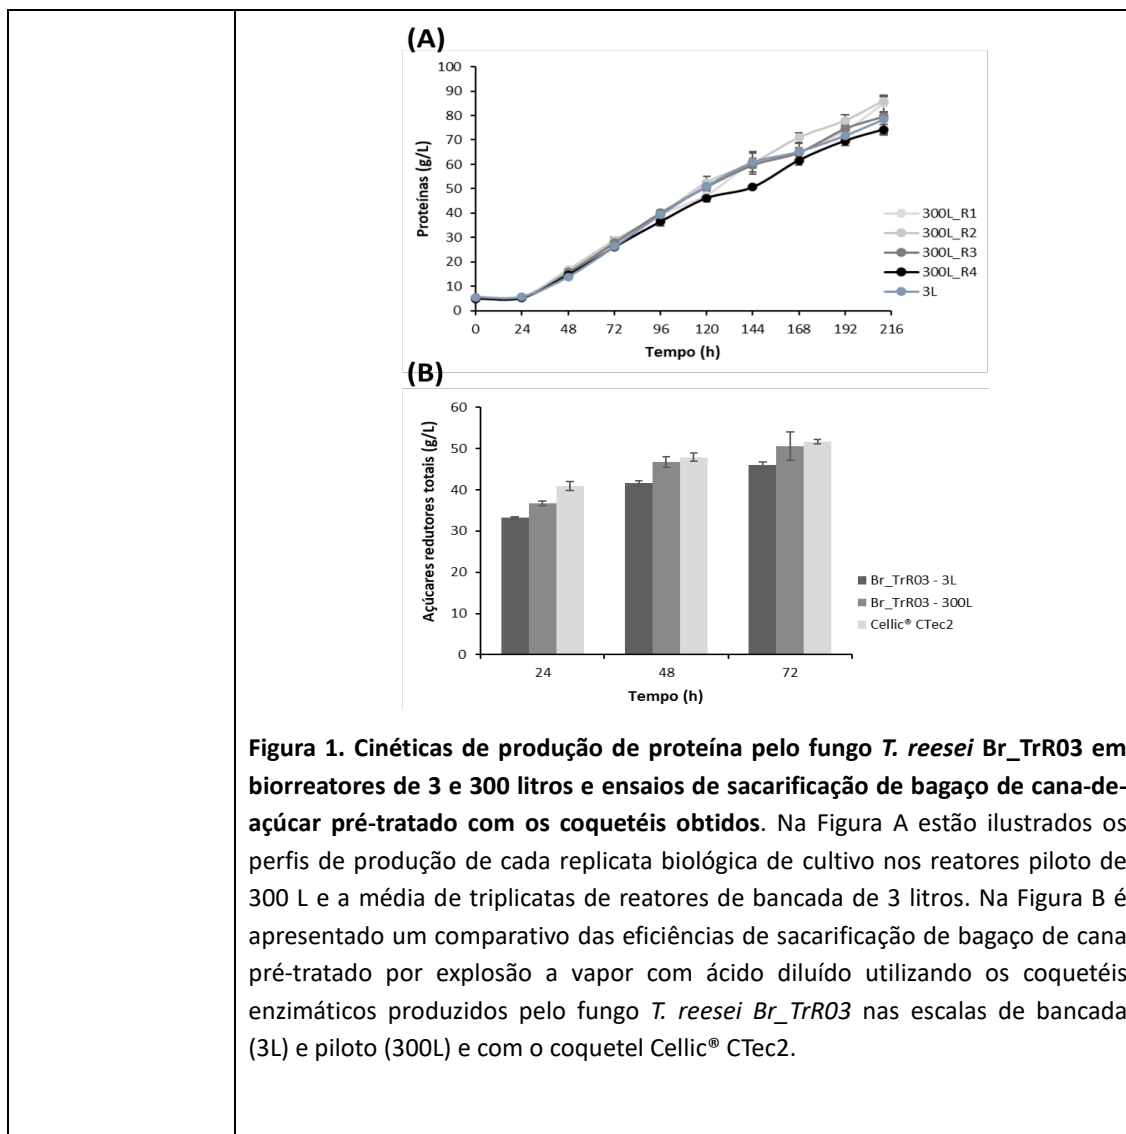 (A)
100
90
80
70
60
50
40
30
20
10
0
Proteínas (g/L)
300L_R1
300L_R2
300L_R3
300L_R4
3L
0 24 48 72 96 120 144 168 192 216
Tempo (h)
(B)
60
50
40
30
20
10
0
Açúcares redutores totais (g/L)
Br_TrR03 - 3L
Br_TrR03 - 300L
Cellic® CTec2
24 48 72
Tempo (h)
Figura 1. Cinéticas de produção de proteína pelo fungo T. reesei Br_TrR03 em
biorreatores de 3 e 300 litros e ensaios de sacarificação de bagaço de cana-de-
açúcar pré-tratado com os coquetéis obtidos. Na Figura A estão ilustrados os
perfis de produção de cada replicata biológica de cultivo nos reatores piloto de
300 L e a média de triplicatas de reatores de bancada de 3 litros. Na Figura B é
apresentado um comparativo das eficiências de sacarificação de bagaço de cana
pré-tratado por explosão a vapor com ácido diluído utilizando os coquetéis
enzimáticos produzidos pelo fungo T. reesei Br_TrR03 nas escalas de bancada
(3L) e piloto (300L) e com o coquetel Cellic® CTec2.